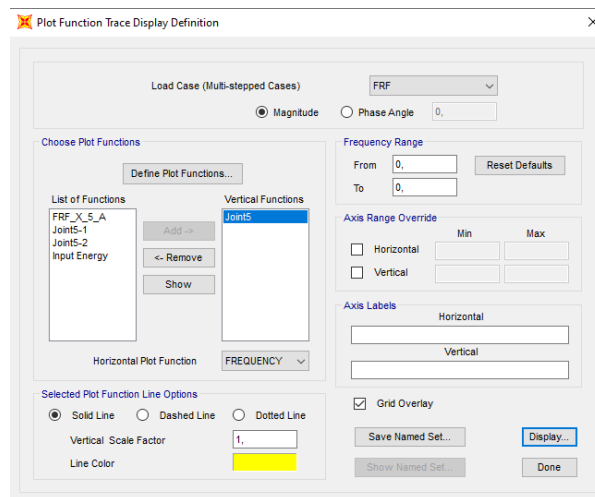 Plot Function Trace Display Definition
Load Case (Multi-stepped Cases) FRF
Magnitude Phase Angle 0,
Choose Plot Functions
Define Plot Functions...
List of Functions Vertical Functions
FRF_X_5_A
Joint5-1
Joint5-2
Input Energy
Joint5
Add ->
<- Remove
Show
Horizontal Plot Function FREQUENCY
Selected Plot Function Line Options
Solid Line Dashed Line Dotted Line
Vertical Scale Factor 1,
Line Color
Frequency Range
From 0, Reset Defaults
To 0,
Axis Range Override
Min Max
Horizontal
Vertical
Axis Labels
Horizontal
Vertical
Grid Overlay
Save Named Set... Display...
Show Named Set... Done